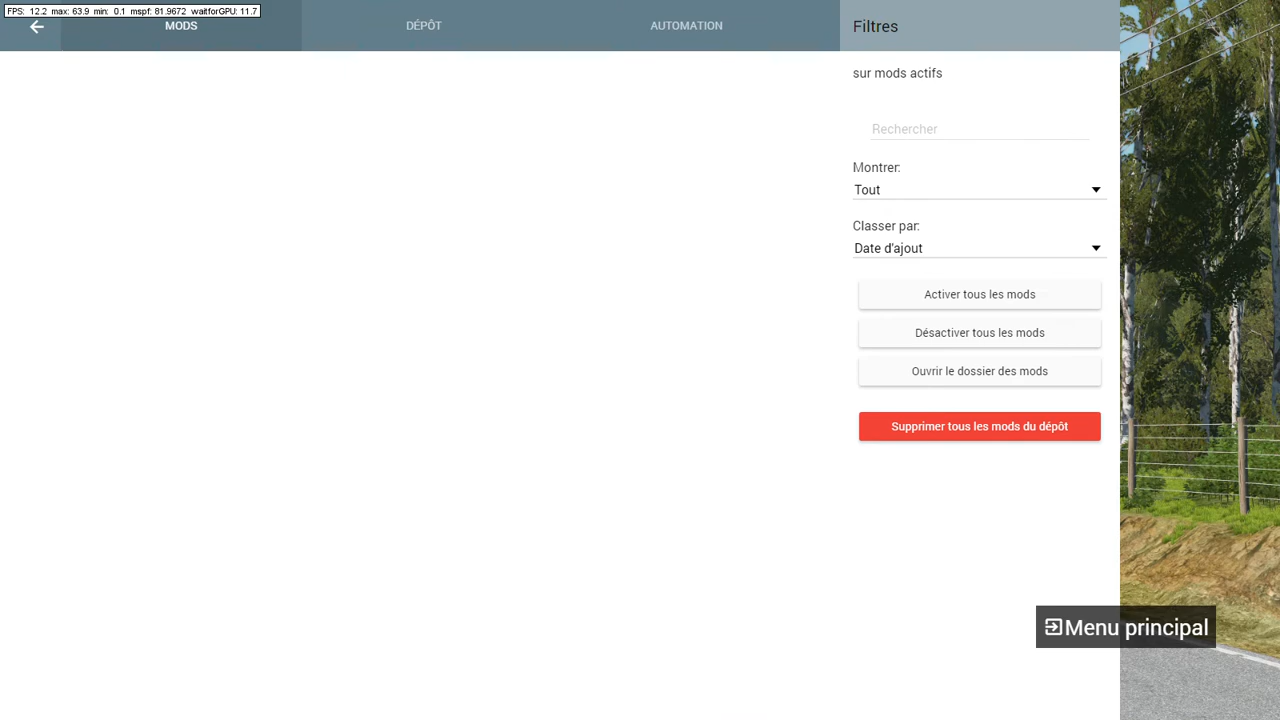 FPS: 12.2 max: 63.9 min: 0.1 mspf: 81.9672 waitforGPU: 11.7
MODS
DÉPÔT
AUTOMATION
Filtres
sur mods actifs
Rechercher
Montrer:
Tout
Classer par:
Date d'ajout
Activer tous les mods
Désactiver tous les mods
Ouvrir le dossier des mods
Supprimer tous les mods du dépôt
Menu principal